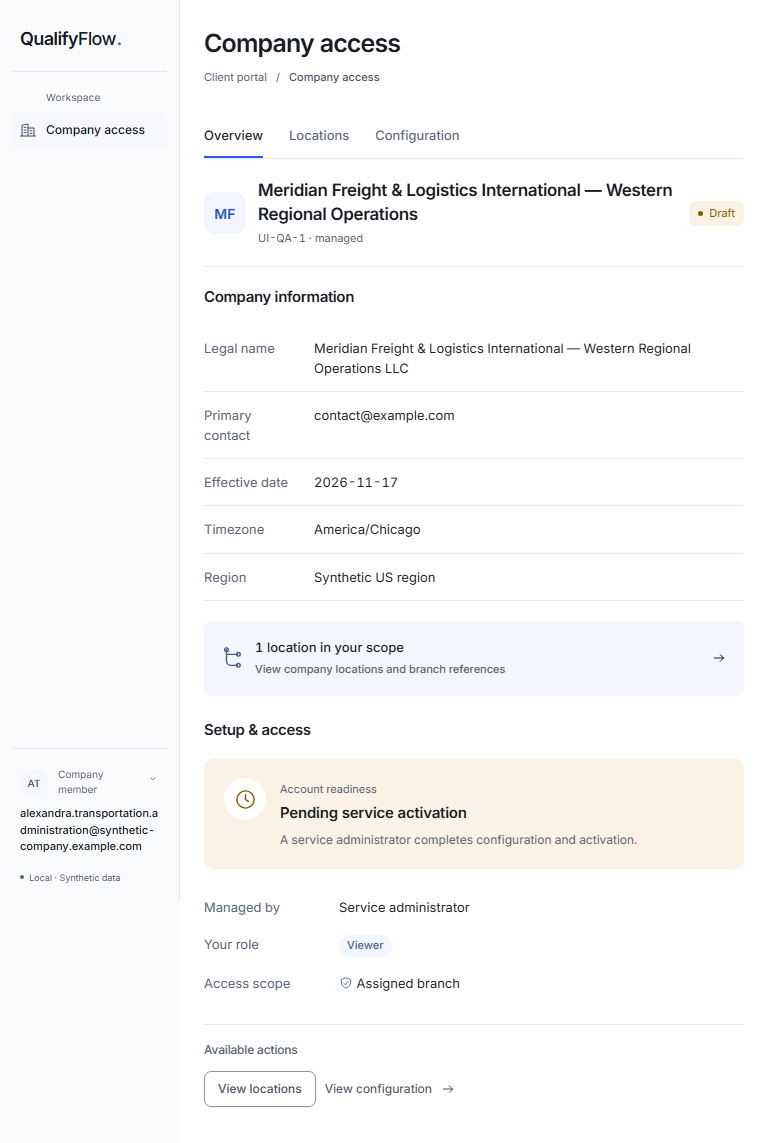 QualifyFlow.
Workspace
Company access
AT
Company
member
alexandra.transportation.a
dministration@synthetic-
company.example.com
Local · Synthetic data
Company access
Client portal / Company access
Overview Locations Configuration
MF
Meridian Freight & Logistics International — Western
Regional Operations
UI-QA-1 · managed
Draft
Company information
Legal name Meridian Freight & Logistics International — Western Regional
Operations LLC
Primary contact@example.com
contact
Effective date 2026-11-17
Timezone America/Chicago
Region Synthetic US region
1 location in your scope
View company locations and branch references
Setup & access
Account readiness
Pending service activation
A service administrator completes configuration and activation.
Managed by Service administrator
Your role Viewer
Access scope Assigned branch
Available actions
View locations View configuration →